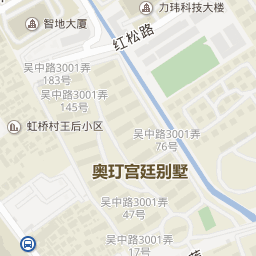 智地大厦
力玮科技大楼
红松路
吴中路3001弄
183号
吴中路3001弄
145号
虹桥村王后小区
吴中路3001弄
76号
奥玎宫廷别墅
吴中路3001弄
47号
吴中路3001弄
17号